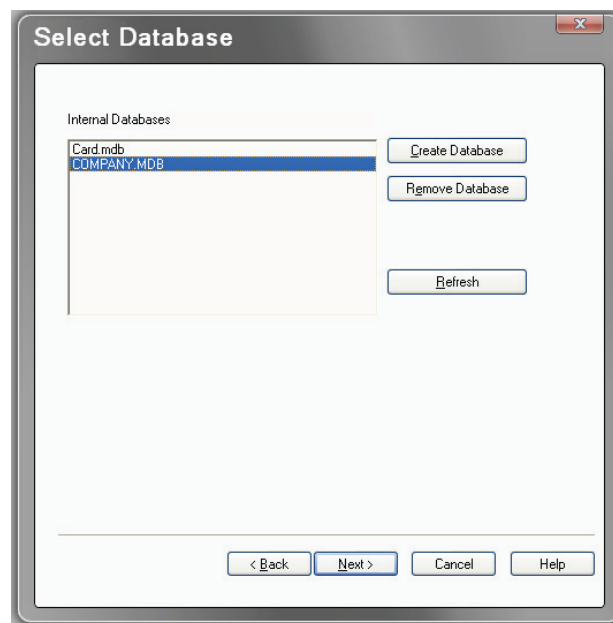 Select Database
Internal Databases
Card.mdb
COMPANY.MDB
Create Database
Remove Database
Refresh
< Back
Next >
Cancel
Help